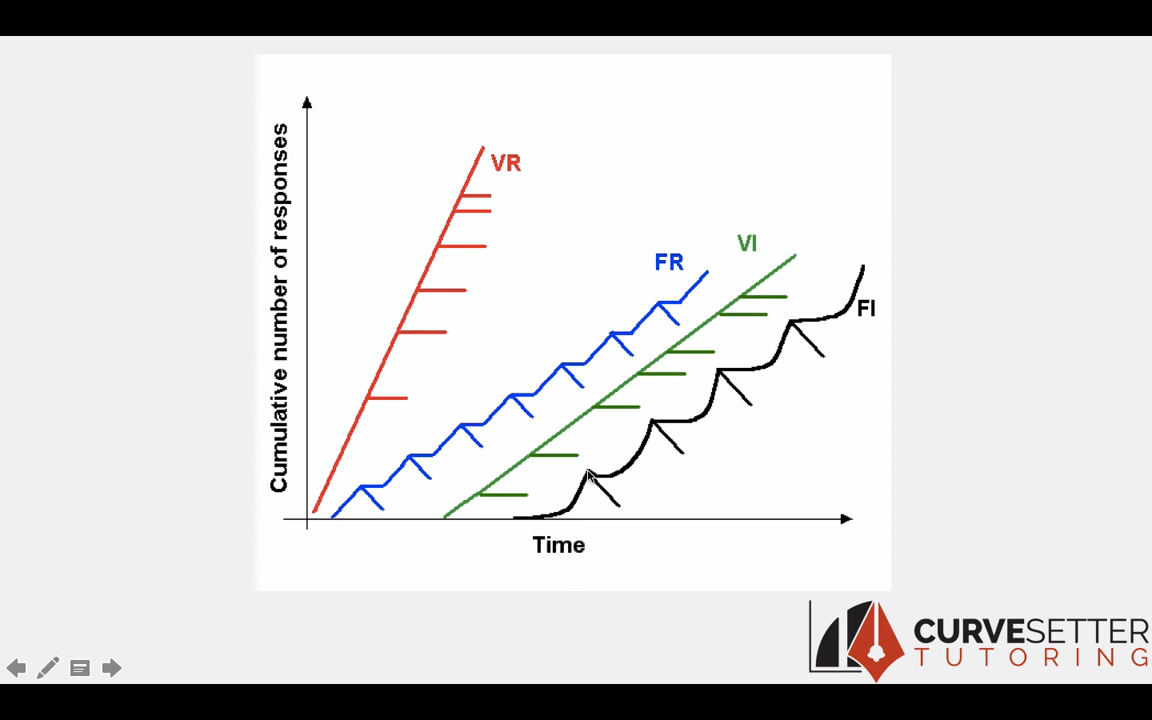 Cumulative number of responses
VR
FR
VI
FI
Time
CURVESETTER
TUTORING